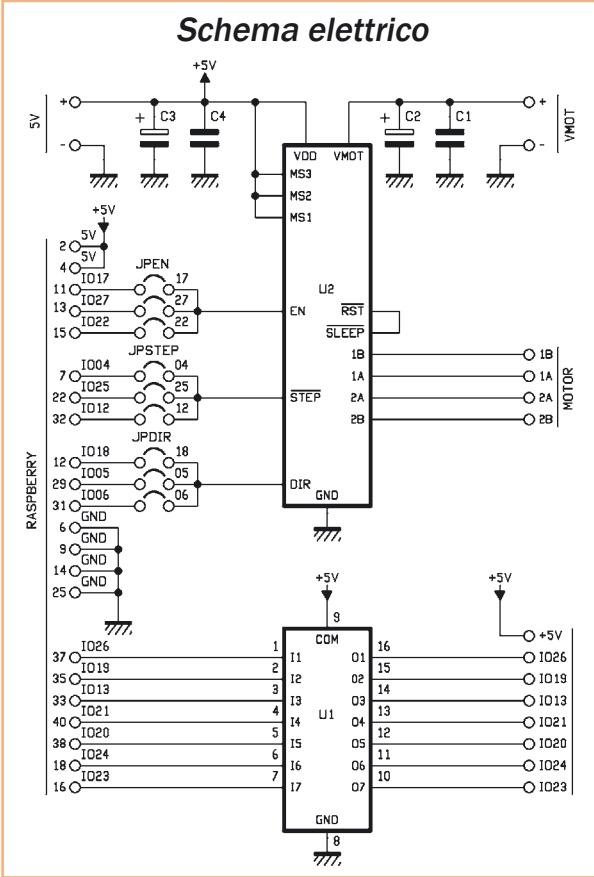 Schema elettrico
+5V
5V
+
-
C3
+
C4
C2
+
C1
+
-
VMOT
VDD
VMOT
MS3
MS2
MS1
U2
EN
STEP
DIR
GND
RST
SLEEP
1B
1A
2A
2B
1B
1A
2A
2B
MOTOR
+5V
RASPBERRY
2 5V
4 5V
JPEN
11 IO17 17
13 IO27 27
15 IO22 22
JPSTEP
7 IO04 04
22 IO25 25
32 IO12 12
JPDIR
12 IO18 18
29 IO05 05
31 IO06 06
6 GND
9 GND
14 GND
25 GND
+5V
+5V
9
COM
+5V
37 IO26 1 I1 O1 16 IO26
35 IO19 2 I2 O2 15 IO19
33 IO13 3 I3 O3 14 IO13
40 IO21 4 I4 O4 13 IO21
38 IO20 5 I5 O5 12 IO20
18 IO24 6 I6 O6 11 IO24
16 IO23 7 I7 O7 10 IO23
U1
GND
8